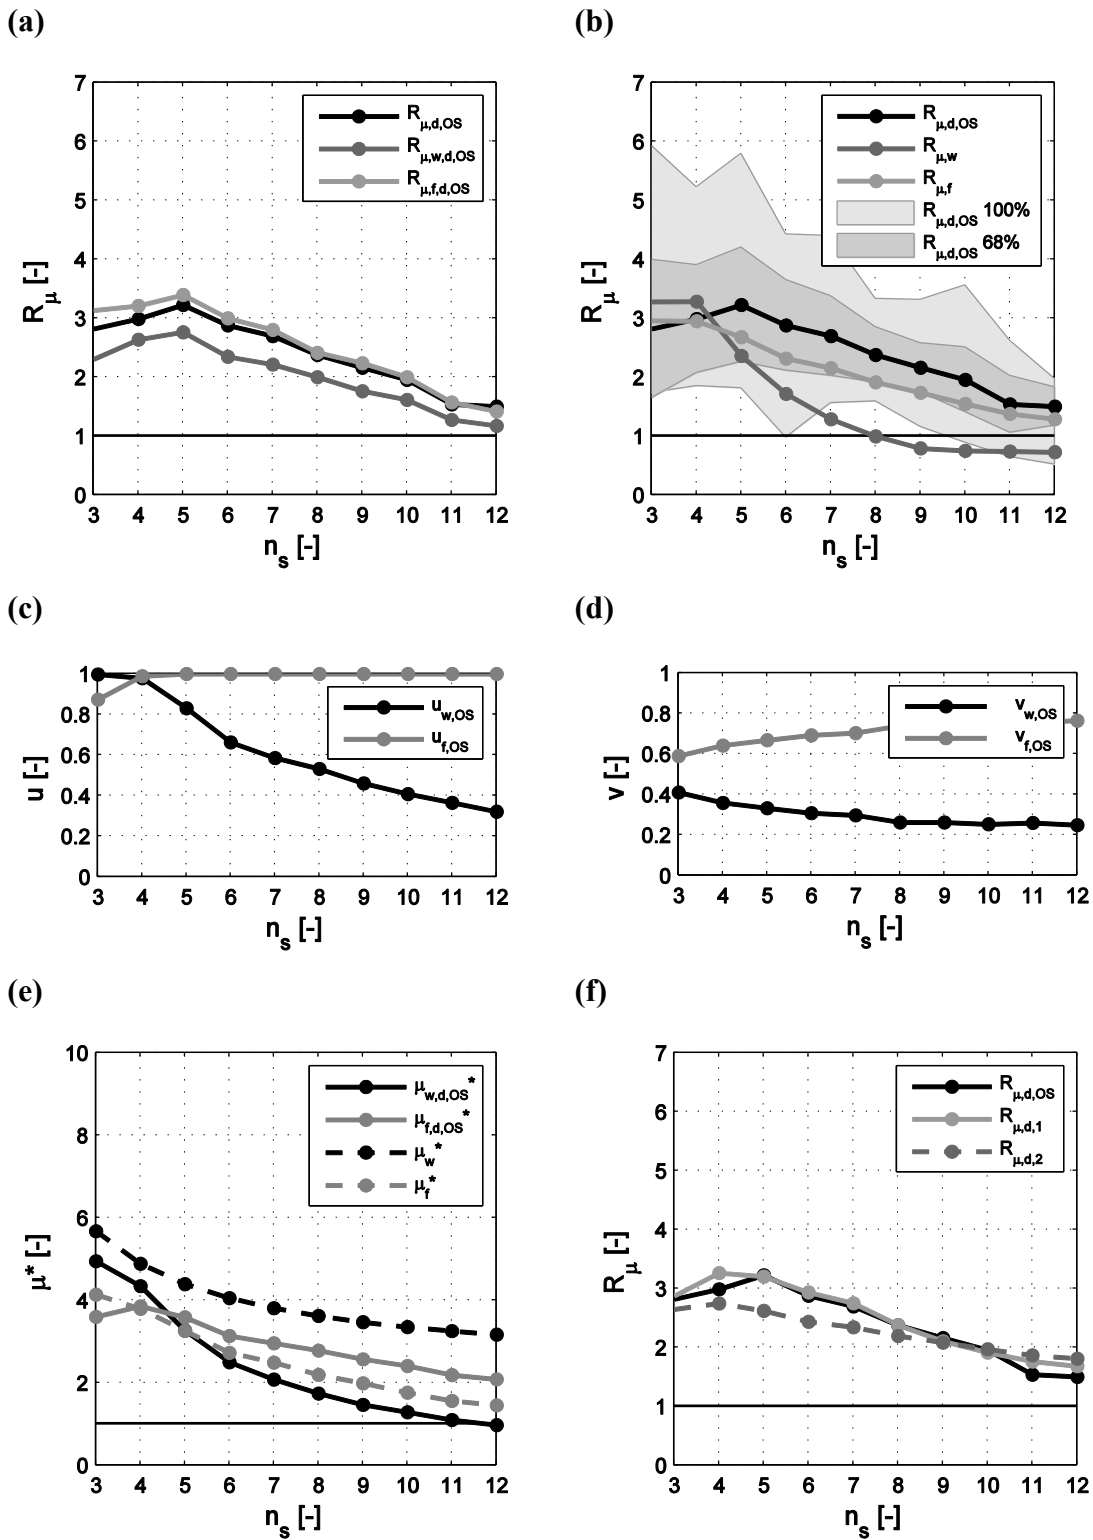 (a)
7
6
5
4
3
2
1
0
R_μ [-]
3 4 5 6 7 8 9 10 11 12
n_s [-]
R_μ,d,OS
R_μ,w,d,OS
R_μ,f,d,OS
(b)
7
6
5
4
3
2
1
0
R_μ [-]
3 4 5 6 7 8 9 10 11 12
n_s [-]
R_μ,d,OS
R_μ,w
R_μ,f
R_μ,d,OS 100%
R_μ,d,OS 68%
(c)
1
0.8
0.6
0.4
0.2
0
u [-]
3 4 5 6 7 8 9 10 11 12
n_s [-]
u_w,OS
u_f,OS
(d)
1
0.8
0.6
0.4
0.2
0
v [-]
3 4 5 6 7 8 9 10 11 12
n_s [-]
v_w,OS
v_f,OS
(e)
10
8
6
4
2
0
μ* [-]
3 4 5 6 7 8 9 10 11 12
n_s [-]
μ_w,d,OS*
μ_f,d,OS*
μ_w*
μ_f*
(f)
7
6
5
4
3
2
1
0
R_μ [-]
3 4 5 6 7 8 9 10 11 12
n_s [-]
R_μ,d,OS
R_μ,d,1
R_μ,d,2